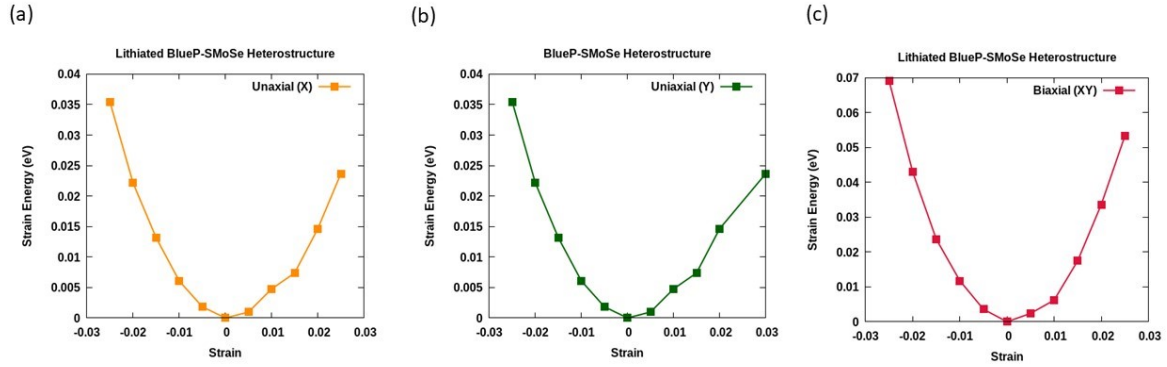 (a)
Lithiated BlueP-SMoSe Heterostructure
Unaxial (X)
0.04
0.035
0.03
0.025
0.02
0.015
0.01
0.005
0
Strain Energy (eV)
-0.03 -0.02 -0.01 0 0.01 0.02 0.03
Strain
(b)
BlueP-SMoSe Heterostructure
Uniaxial (Y)
0.04
0.035
0.03
0.025
0.02
0.015
0.01
0.005
0
Strain Energy (eV)
-0.03 -0.02 -0.01 0 0.01 0.02 0.03
Strain
(c)
Lithiated BlueP-SMoSe Heterostructure
Biaxial (XY)
0.07
0.06
0.05
0.04
0.03
0.02
0.01
0
Strain Energy (eV)
-0.03 -0.02 -0.01 0 0.01 0.02 0.03
Strain